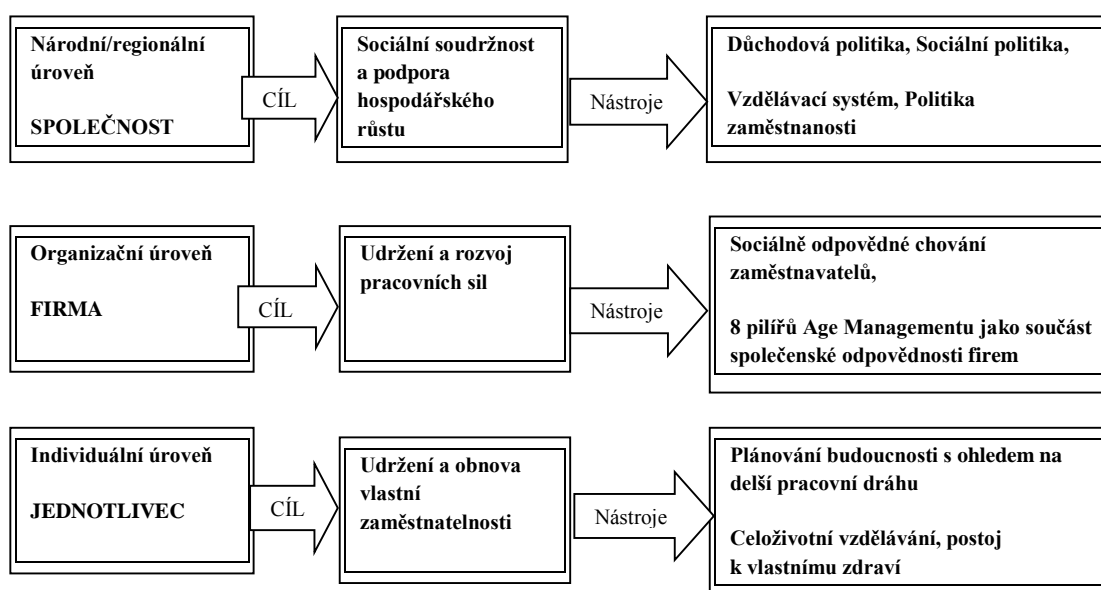 Národní/regionální
úroveň
SPOLEČNOST
CÍL
Sociální soudržnost
a podpora
hospodářského
růstu
Nástroje
Důchodová politika, Sociální politika,
Vzdělávací systém, Politika
zaměstnanosti
Organizační úroveň
FIRMA
CÍL
Udržení a rozvoj
pracovních sil
Nástroje
Sociálně odpovědné chování
zaměstnavatelů,
8 pilířů Age Managementu jako součást
společenské odpovědnosti firem
Individuální úroveň
JEDNOTLIVEC
CÍL
Udržení a obnova
vlastní
zaměstnatelnosti
Nástroje
Plánování budoucnosti s ohledem na
delší pracovní dráhu
Celoživotní vzdělávání, postoj
k vlastnímu zdraví